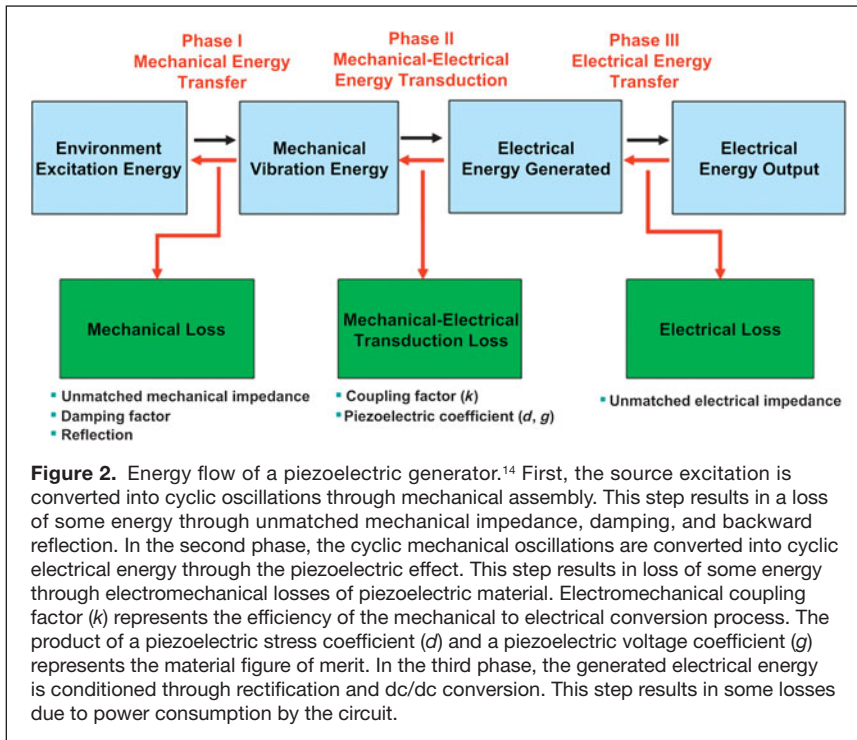 Phase I
Mechanical Energy
Transfer
Phase II
Mechanical-Electrical
Energy Transduction
Phase III
Electrical Energy
Transfer
Environment
Excitation Energy
Mechanical
Vibration Energy
Electrical
Energy Generated
Electrical
Energy Output
Mechanical Loss
Mechanical-Electrical
Transduction Loss
Electrical Loss
▪ Unmatched mechanical impedance
▪ Damping factor
▪ Reflection
▪ Coupling factor (k)
▪ Piezoelectric coefficient (d, g)
▪ Unmatched electrical impedance
Figure 2. Energy flow of a piezoelectric generator.¹⁴ First, the source excitation is
converted into cyclic oscillations through mechanical assembly. This step results in a loss
of some energy through unmatched mechanical impedance, damping, and backward
reflection. In the second phase, the cyclic mechanical oscillations are converted into cyclic
electrical energy through the piezoelectric effect. This step results in loss of some energy
through electromechanical losses of piezoelectric material. Electromechanical coupling
factor (k) represents the efficiency of the mechanical to electrical conversion process. The
product of a piezoelectric stress coefficient (d) and a piezoelectric voltage coefficient (g)
represents the material figure of merit. In the third phase, the generated electrical energy
is conditioned through rectification and dc/dc conversion. This step results in some losses
due to power consumption by the circuit.